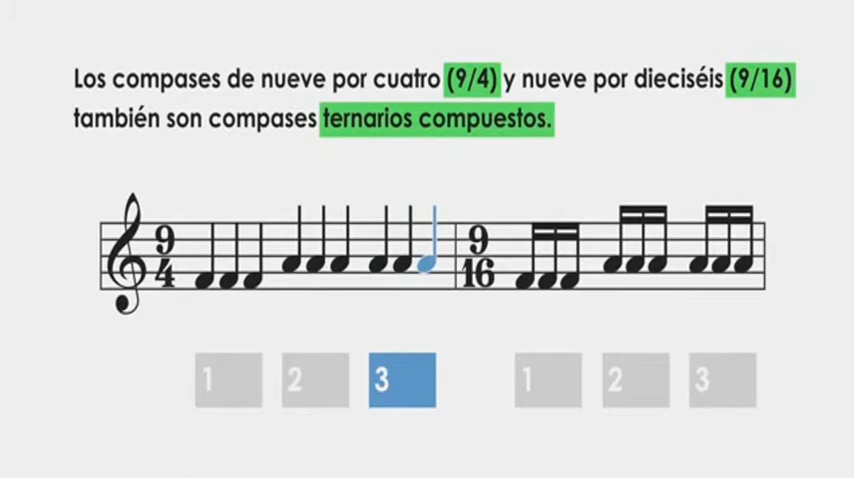 Los compases de nueve por cuatro (9/4) y nueve por dieciséis (9/16)
también son compases ternarios compuestos.
9 9
4 16
1 2 3 1 2 3